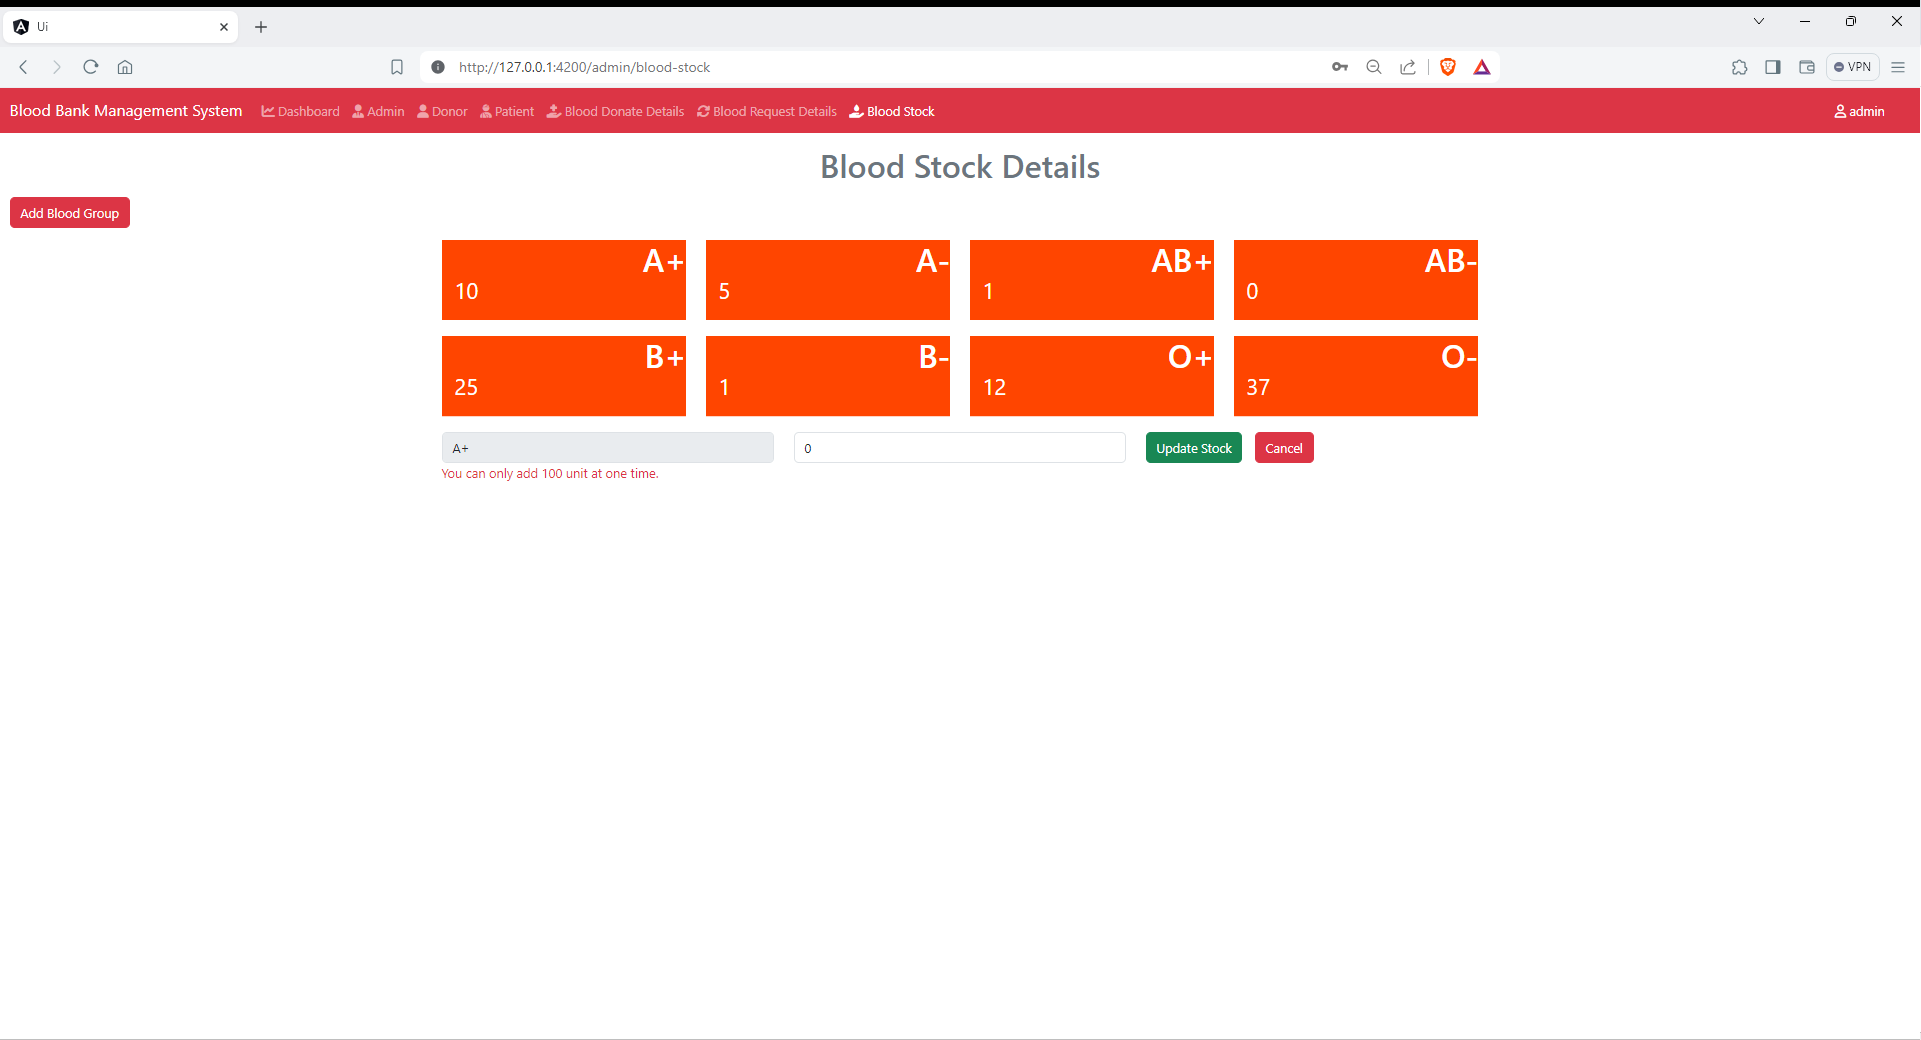 Ui
http://127.0.0.1:4200/admin/blood-stock
VPN
Blood Bank Management System Dashboard Admin Donor Patient Blood Donate Details Blood Request Details Blood Stock admin
Blood Stock Details
Add Blood Group
A+ A- AB+ AB-
10 5 1 0
B+ B- O+ O-
25 1 12 37
A+ 0 Update Stock Cancel
You can only add 100 unit at one time.